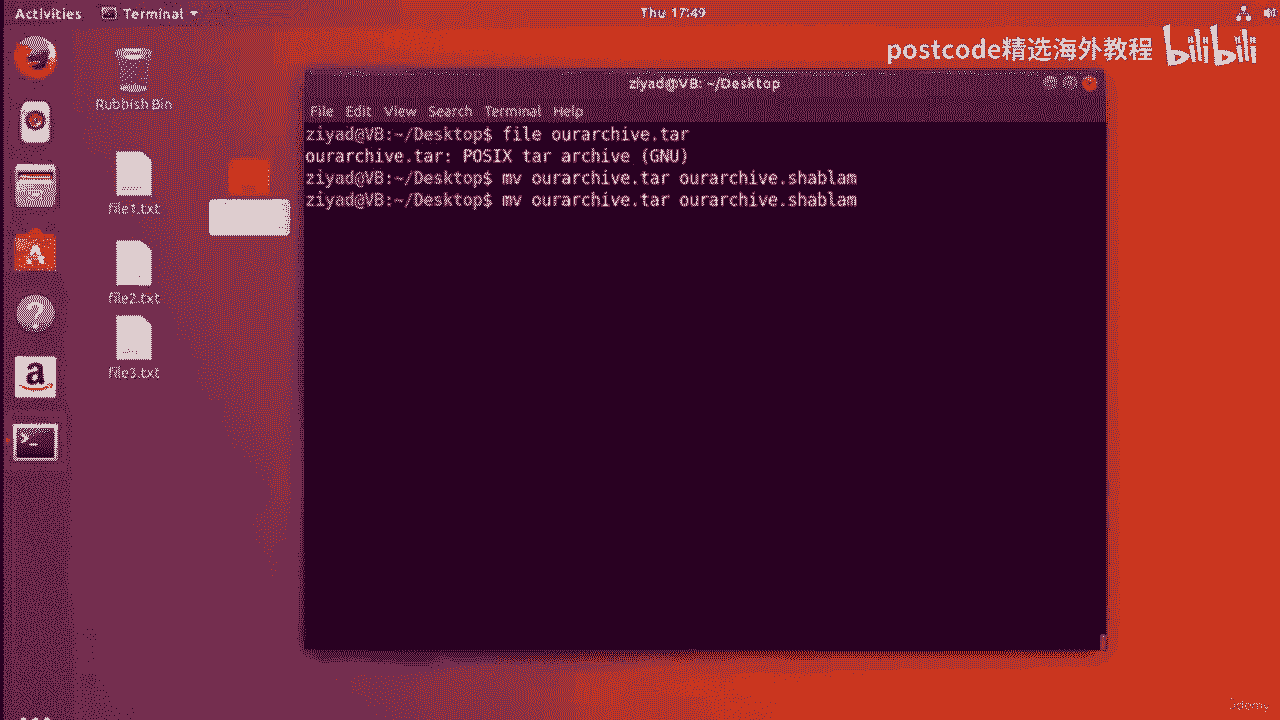 Activities Terminal Thu 17:49
postcode精选海外教程 bilibili
Rubbish Bin
file1.txt
file2.txt
file3.txt
ziyad@VB: ~/Desktop
File Edit View Search Terminal Help
ziyad@VB:~/Desktop$ file ourarchive.tar
ourarchive.tar: POSIX tar archive (GNU)
ziyad@VB:~/Desktop$ mv ourarchive.tar ourarchive.shablam
ziyad@VB:~/Desktop$ mv ourarchive.tar ourarchive.shablam
Udemy